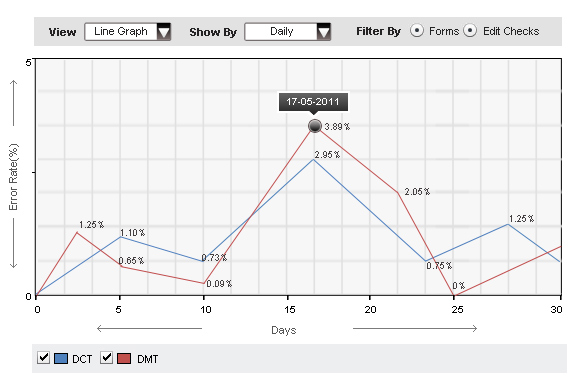 View Line Graph Show By Daily Filter By Forms Edit Checks
5
17-05-2011
3.89%
2.95%
2.05%
1.25%
1.25%
1.10%
0.73%
0.65%
0.75%
0.09%
0%
Error Rate(%)
0
0 5 10 15 20 25 30
Days
DCT DMT